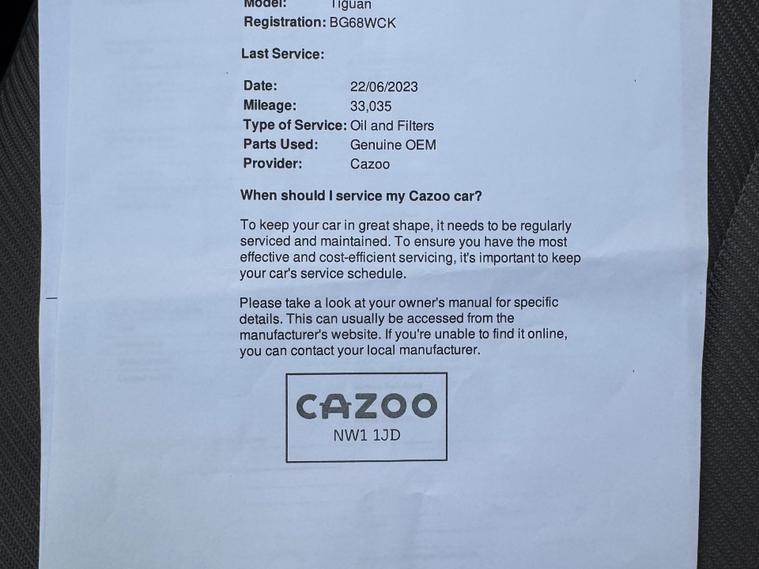 Model: Tiguan
Registration: BG68WCK
Last Service:
Date: 22/06/2023
Mileage: 33,035
Type of Service: Oil and Filters
Parts Used: Genuine OEM
Provider: Cazoo
When should I service my Cazoo car?
To keep your car in great shape, it needs to be regularly
serviced and maintained. To ensure you have the most
effective and cost-efficient servicing, it's important to keep
your car's service schedule.
Please take a look at your owner's manual for specific
details. This can usually be accessed from the
manufacturer's website. If you're unable to find it online,
you can contact your local manufacturer.
CAZOO
NW1 1JD